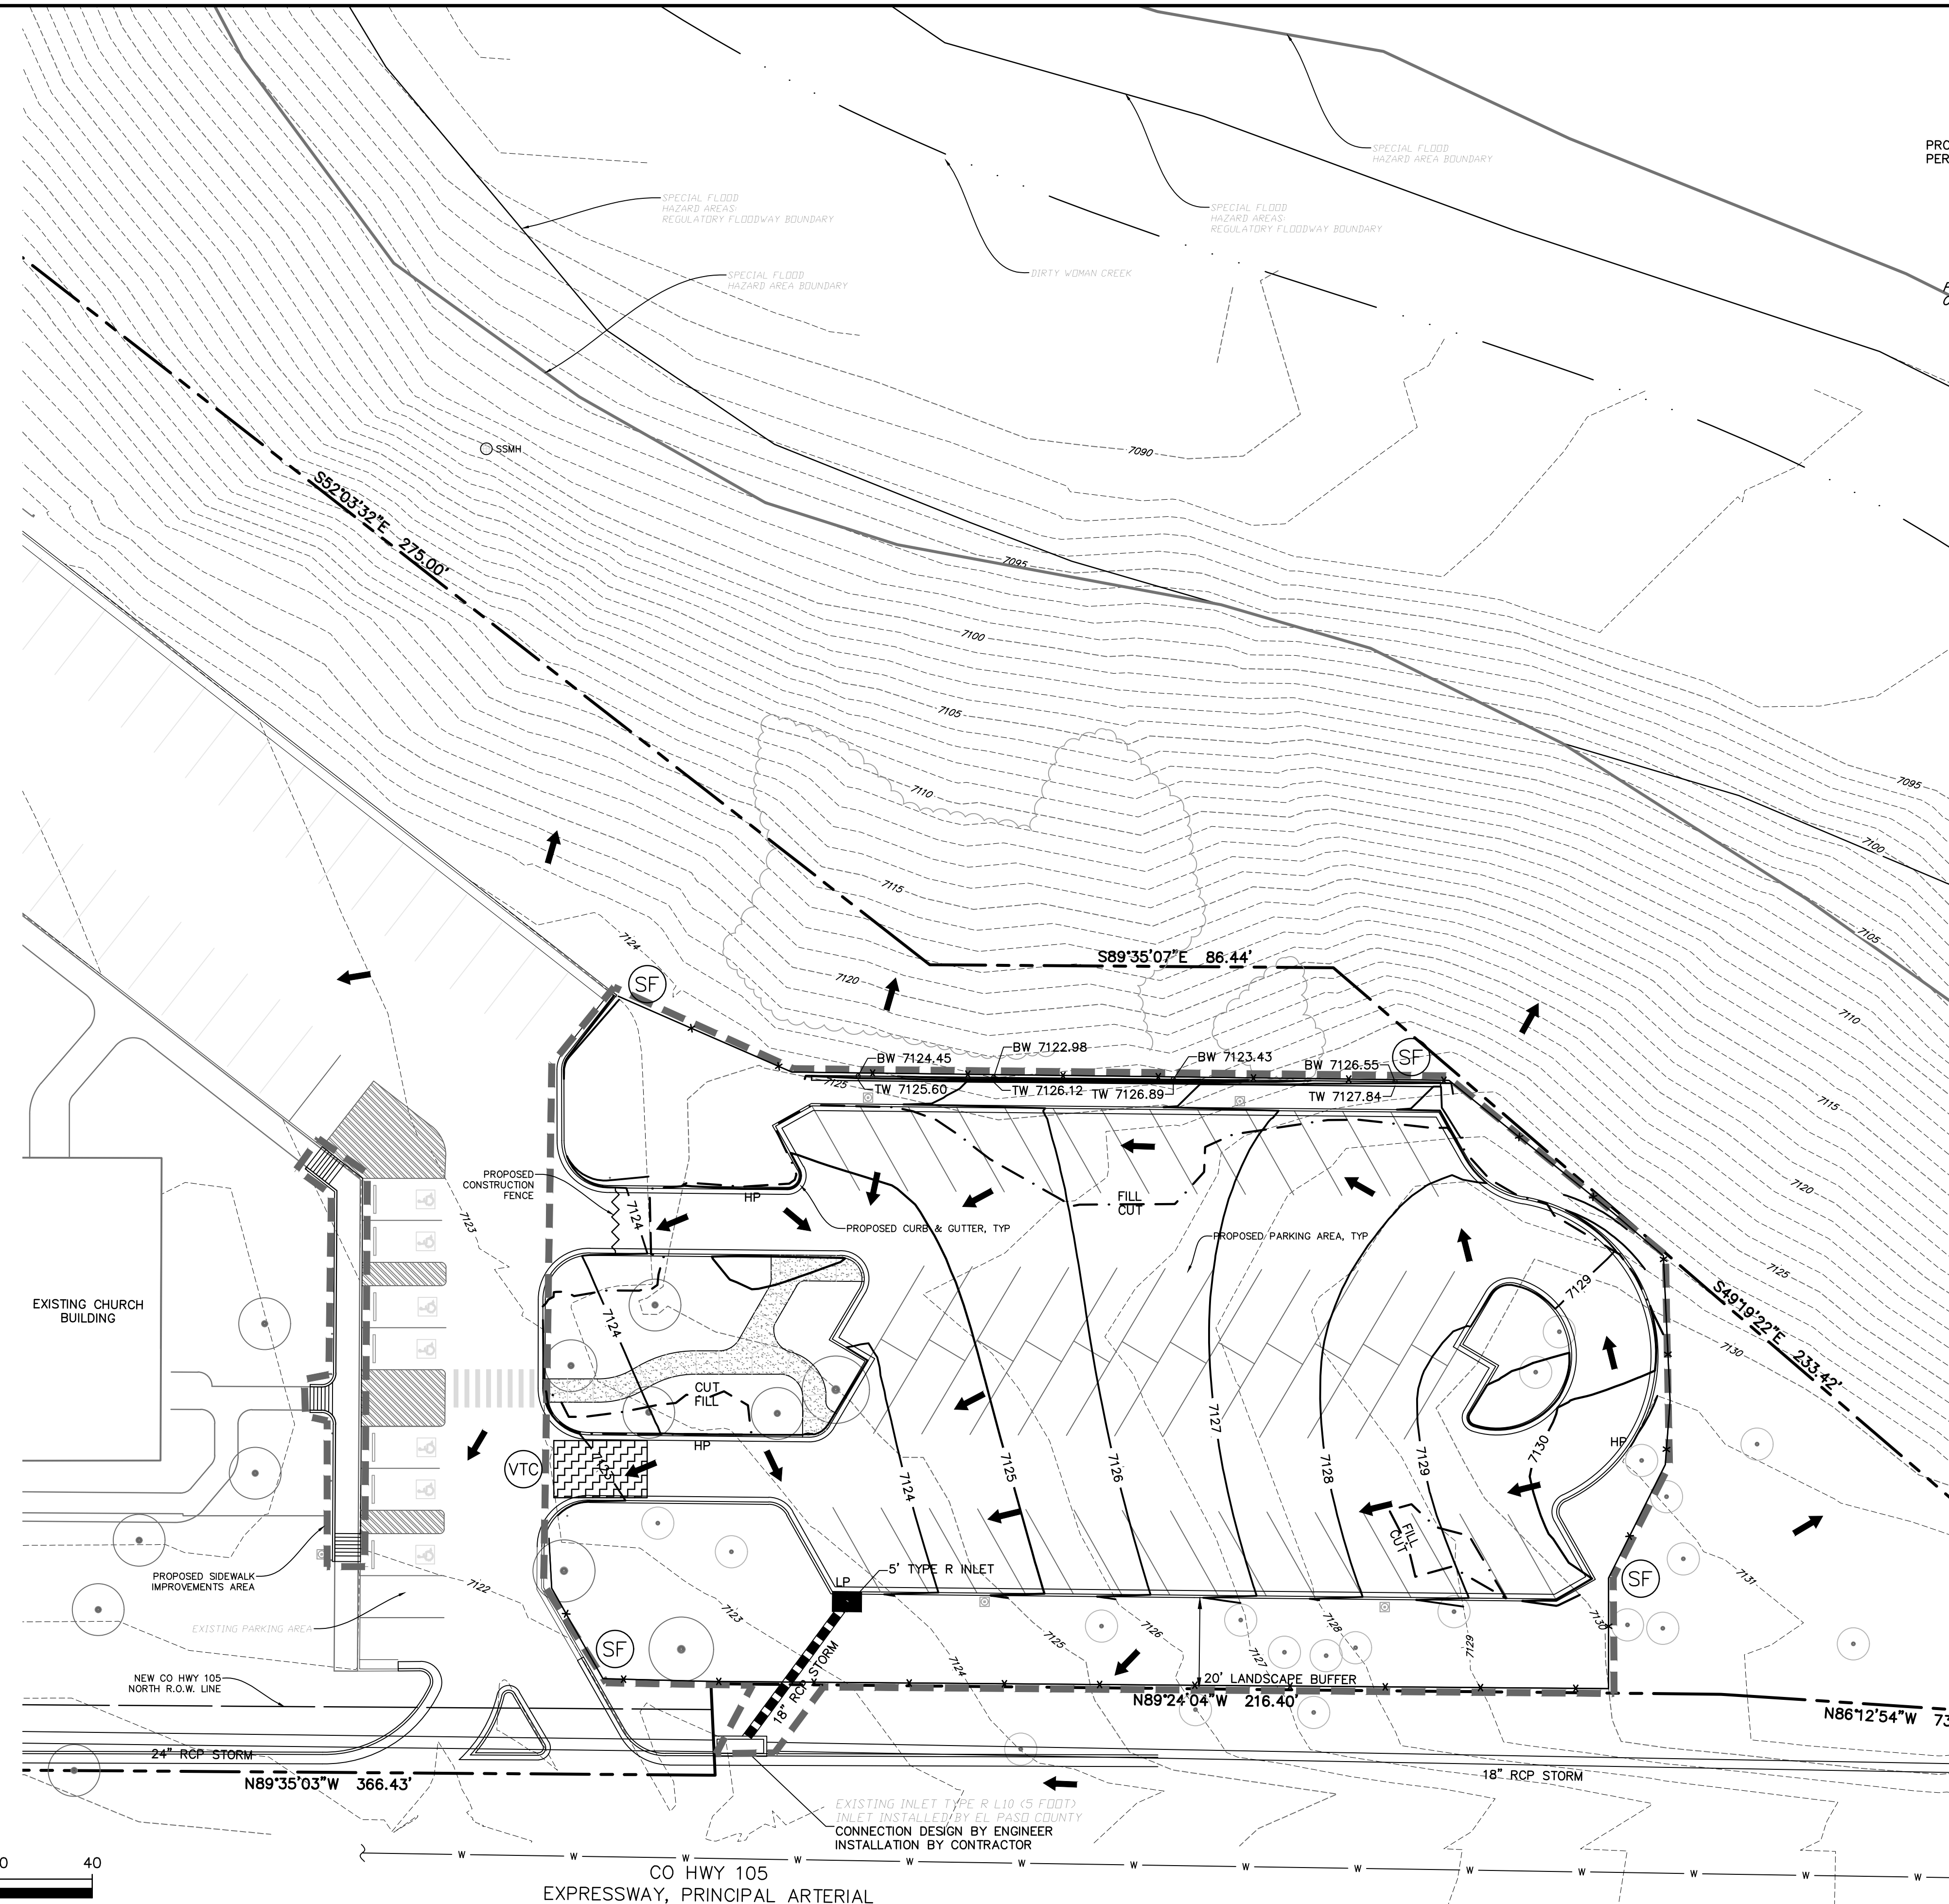 SPECIAL FLOOD
HAZARD AREA BOUNDARY
SPECIAL FLOOD
HAZARD AREAS:
REGULATORY FLOODWAY BOUNDARY
SPECIAL FLOOD
HAZARD AREAS:
REGULATORY FLOODWAY BOUNDARY
SPECIAL FLOOD
HAZARD AREA BOUNDARY
DIRTY WOMAN CREEK
PER
SSMH
7090
S52°03'32"E 275.00'
7095
7100
7105
7110
7115
7095
7100
7105
7110
7115
7120
7125
7130
7124
7120
S89°35'07"E 86.44'
SF
SF
BW 7124.45
BW 7122.98
BW 7123.43
BW 7126.55
7125
TW 7125.60
TW 7126.12
TW 7126.89
TW 7127.84
PROPOSED
CONSTRUCTION
FENCE
HP
FILL
CUT
7124
7123
PROPOSED CURB & GUTTER, TYP
PROPOSED PARKING AREA, TYP
7129
S49°19'22"E 233.42'
EXISTING CHURCH
BUILDING
7124
CUT
FILL
HP
HP
7127
7125
7126
7128
7129
7130
7124
VTC
7123
FILL
CUT
PROPOSED SIDEWALK
IMPROVEMENTS AREA
7122
5' TYPE R INLET
LP
SF
7131
EXISTING PARKING AREA
SF
7123
7124
7125
7126
7127
7128
7129
7130
18" RCP STORM
20' LANDSCAPE BUFFER
N89°24'04"W 216.40'
NEW CO HWY 105
NORTH R.O.W. LINE
N86°12'54"W 73
24" RCP STORM
N89°35'03"W 366.43'
18" RCP STORM
EXISTING INLET TYPE R L10 (5 FOOT)
INLET INSTALLED BY EL PASO COUNTY
CONNECTION DESIGN BY ENGINEER
INSTALLATION BY CONTRACTOR
W W W W W W W W W W W W W W
0 40
CO HWY 105
EXPRESSWAY, PRINCIPAL ARTERIAL